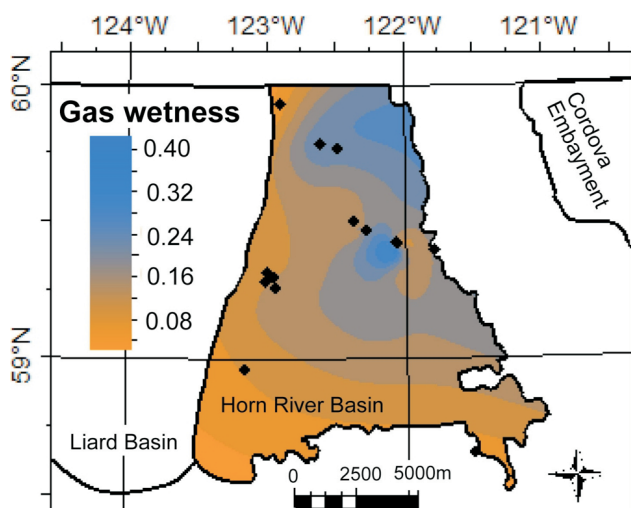 124°W 123°W 122°W 121°W
60°N
Gas wetness
0.40
0.32
0.24
0.16
0.08
Cordova
Embayment
59°N
Horn River Basin
Liard Basin
0 2500 5000m